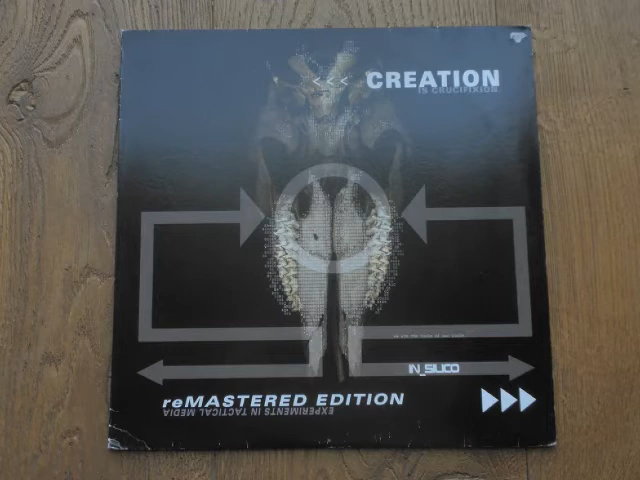 <<< CREATION
IS CRUCIFIXION.
IN_SILICO
reMASTERED EDITION
EXPERIMENTS IN TACTICAL MEDIA